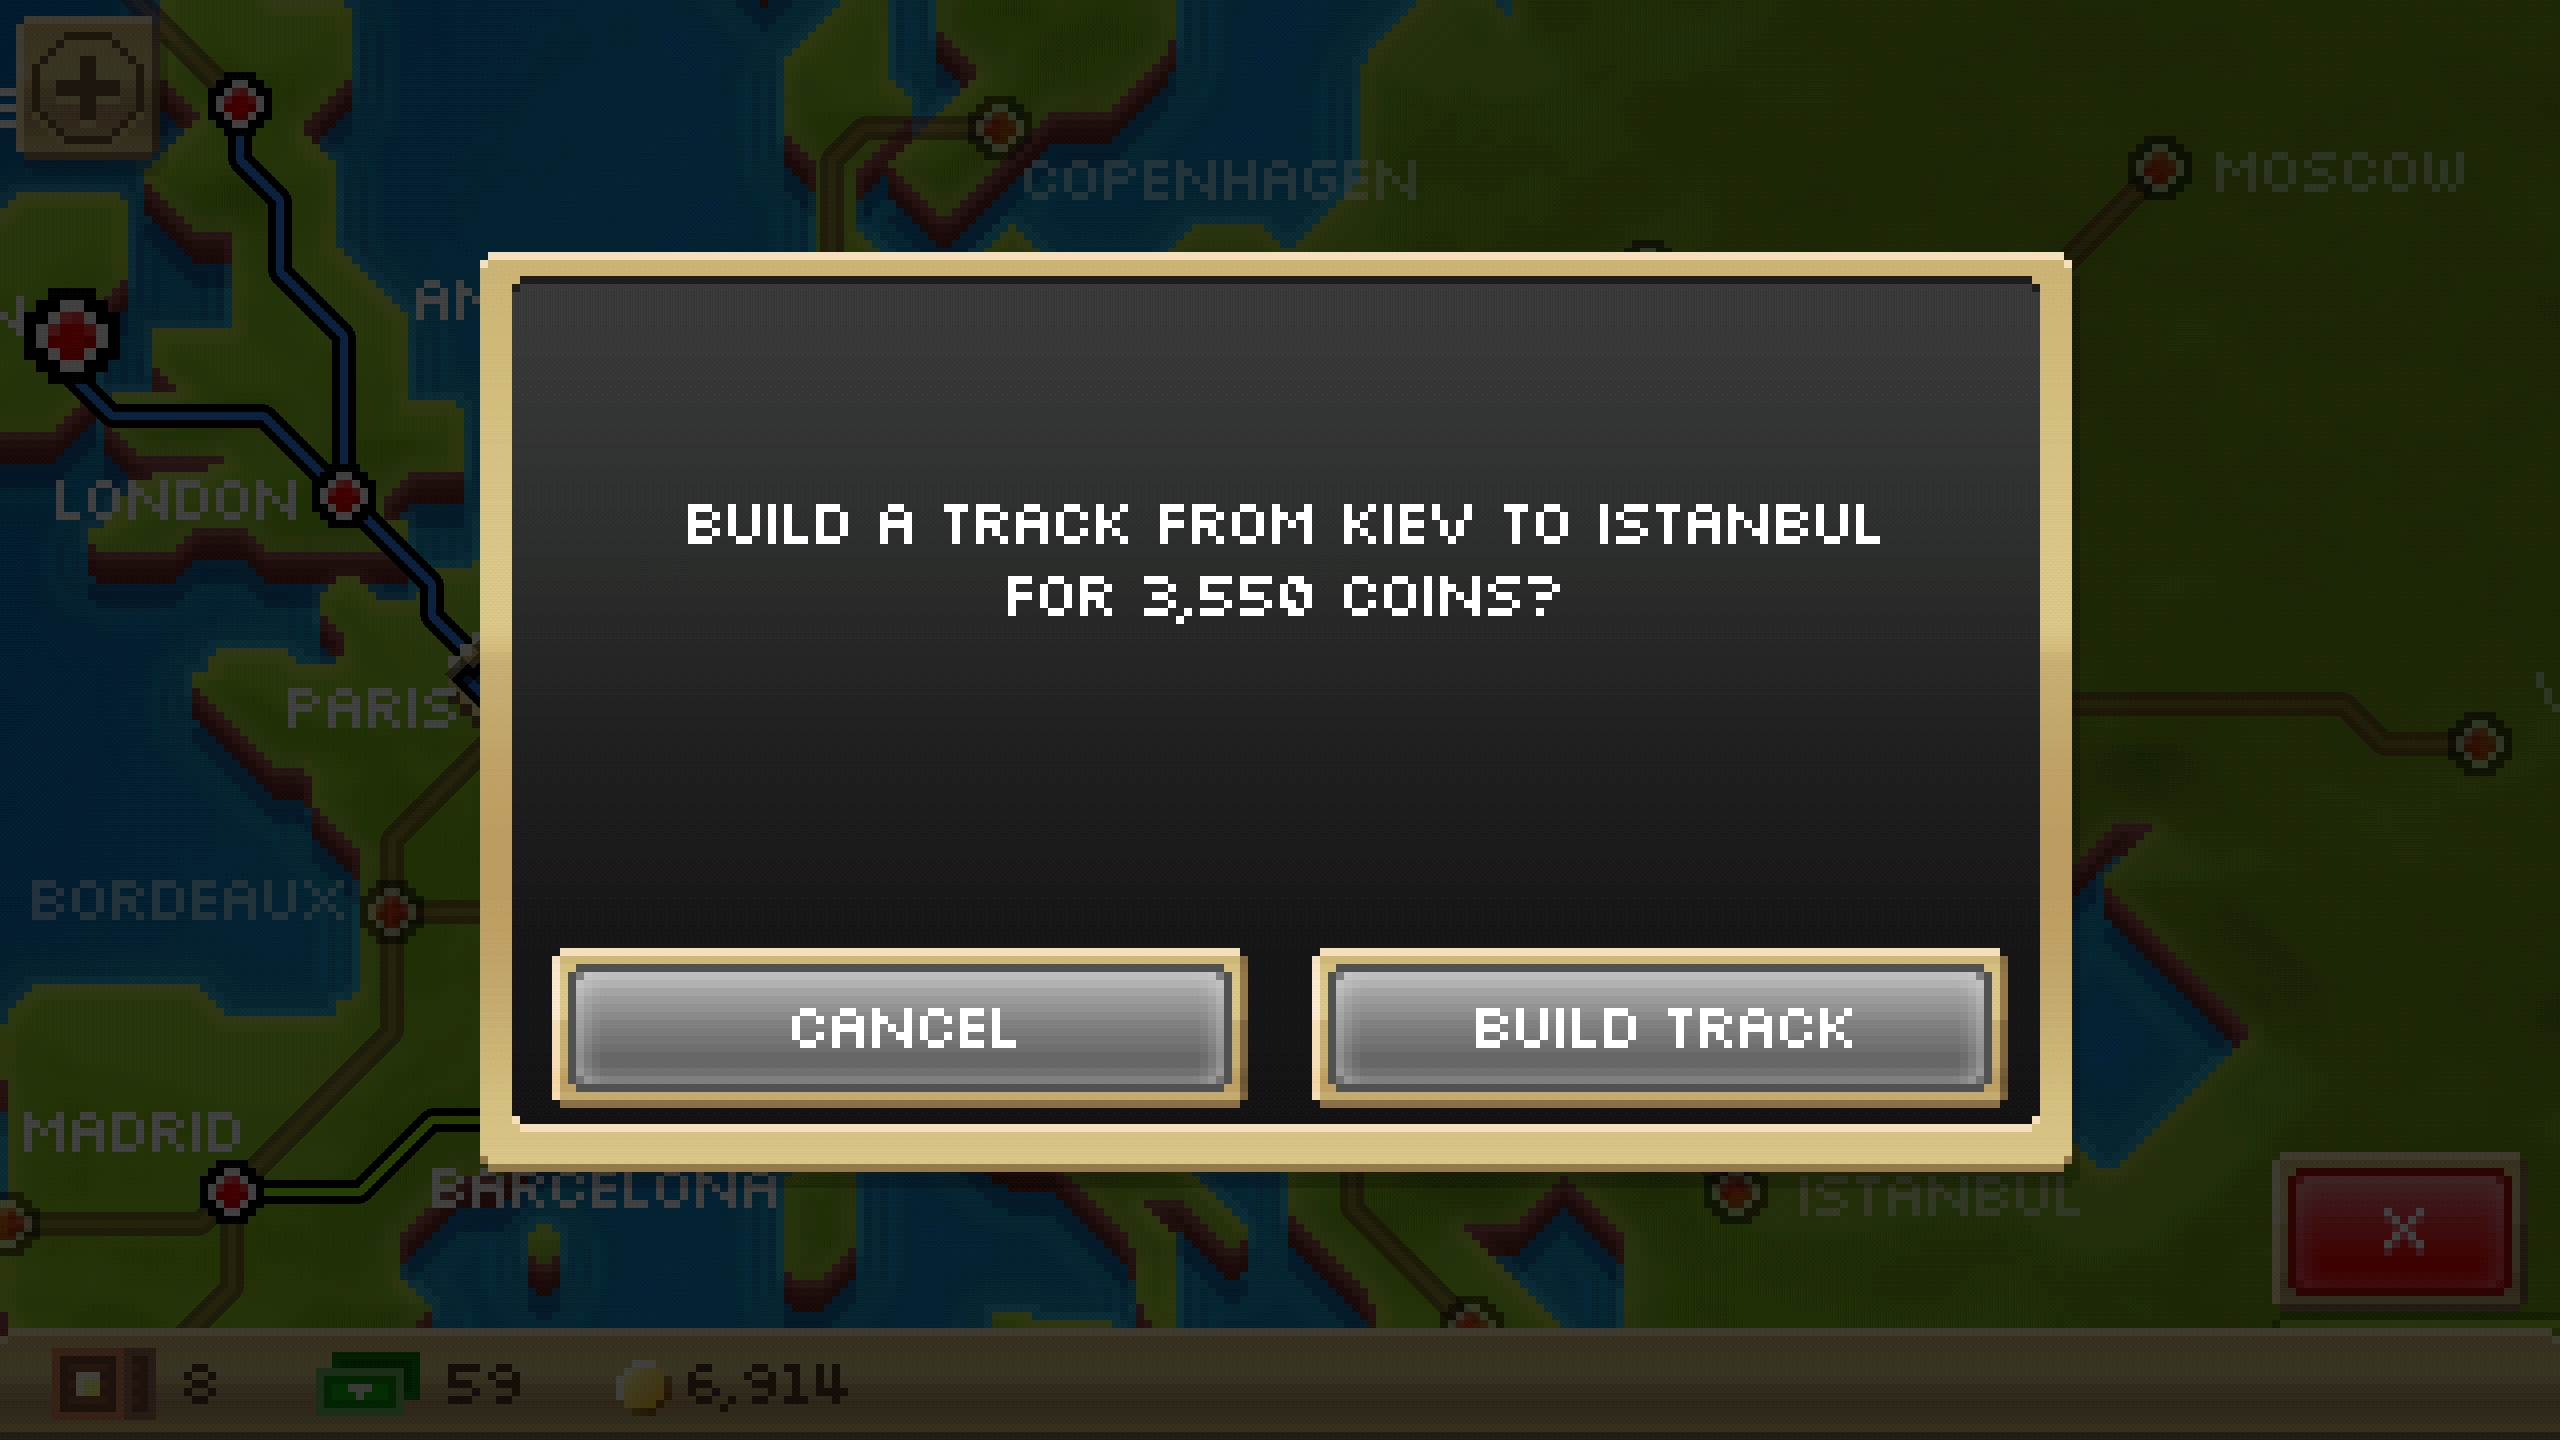 COPENHAGEN
MOSCOW
LONDON
BUILD A TRACK FROM KIEV TO ISTANBUL
FOR 3,550 COINS?
PARIS
BORDEAUX
CANCEL
BUILD TRACK
MADRID
BARCELONA
ISTANBUL
X
8
59
6,914